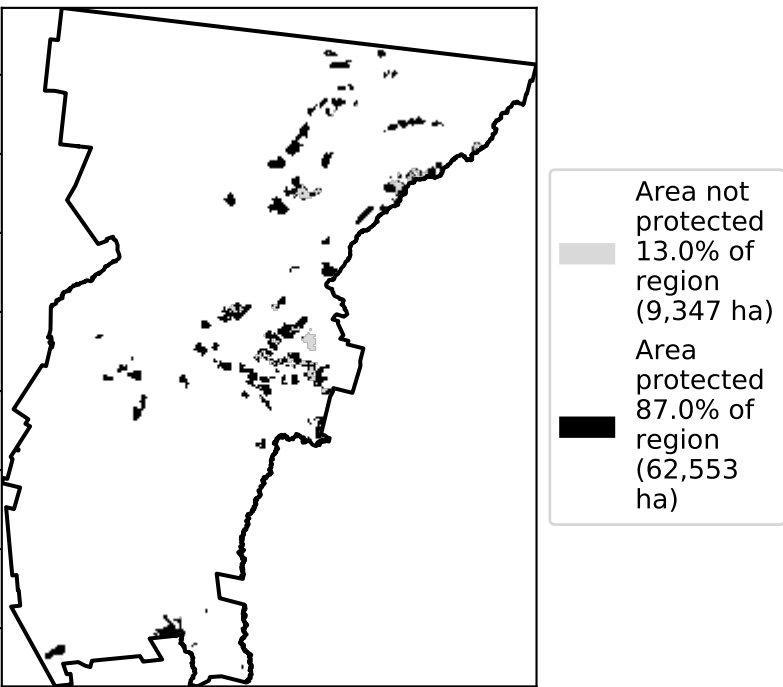 Area not
protected
13.0% of
region
(9,347 ha)
Area
protected
87.0% of
region
(62,553
ha)